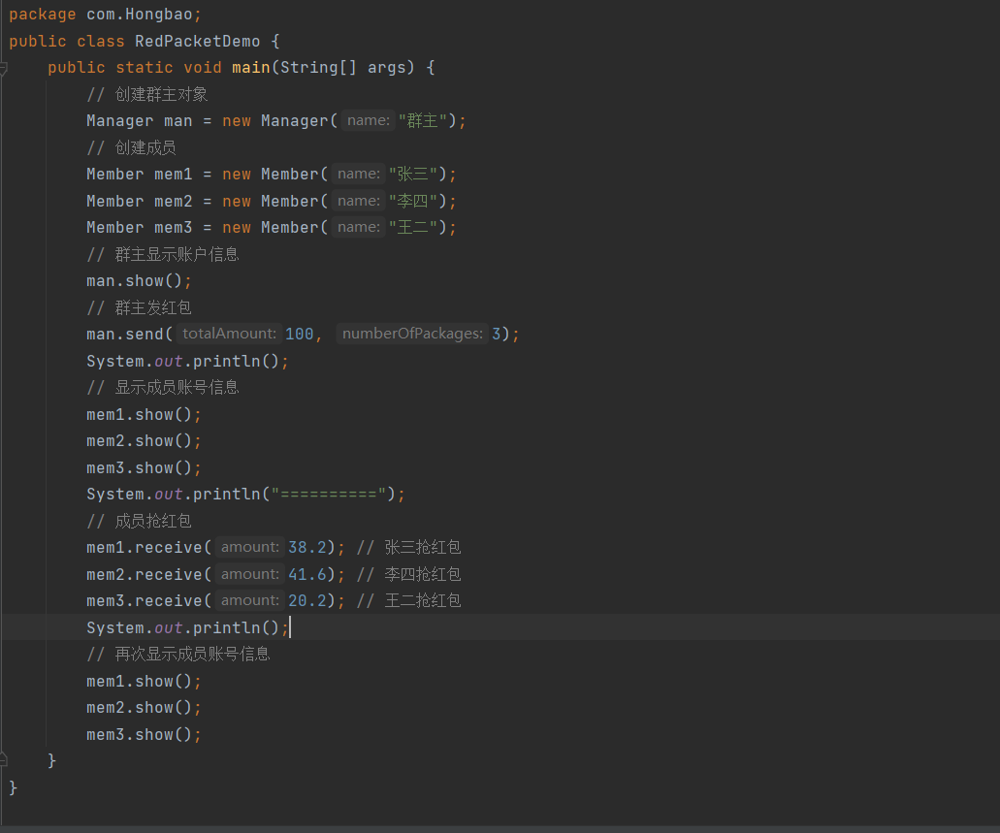 package com.Hongbao;
public class RedPacketDemo {
    public static void main(String[] args) {
        // 创建群主对象
        Manager man = new Manager( name: "群主");
        // 创建成员
        Member mem1 = new Member( name: "张三");
        Member mem2 = new Member( name: "李四");
        Member mem3 = new Member( name: "王二");
        // 群主显示账户信息
        man.show();
        // 群主发红包
        man.send( totalAmount: 100, numberOfPackages: 3);
        System.out.println();
        // 显示成员账号信息
        mem1.show();
        mem2.show();
        mem3.show();
        System.out.println("==========");
        // 成员抢红包
        mem1.receive( amount: 38.2); // 张三抢红包
        mem2.receive( amount: 41.6); // 李四抢红包
        mem3.receive( amount: 20.2); // 王二抢红包
        System.out.println();
        // 再次显示成员账号信息
        mem1.show();
        mem2.show();
        mem3.show();
    }
}